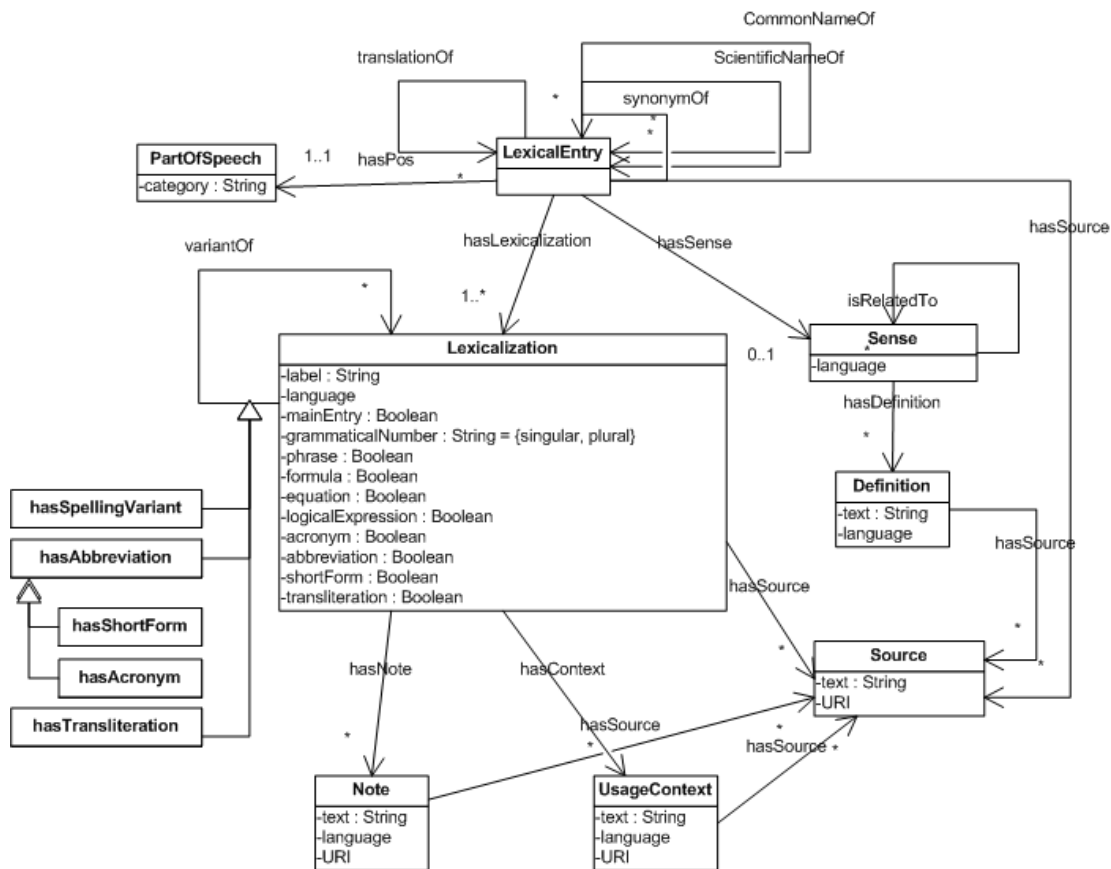 CommonNameOf
translationOf
ScientificNameOf
*
synonymOf
*
*
LexicalEntry
PartOfSpeech
-category : String
1..1
hasPos
*
hasSource
hasLexicalization
hasSense
variantOf
*
1..*
isRelatedTo
Lexicalization
-label : String
-language
-mainEntry : Boolean
-grammaticalNumber : String = {singular, plural}
-phrase : Boolean
-formula : Boolean
-equation : Boolean
-logicalExpression : Boolean
-acronym : Boolean
-abbreviation : Boolean
-shortForm : Boolean
-transliteration : Boolean
0..1
Sense
*
-language
hasDefinition
*
Definition
-text : String
-language
hasSource
*
hasSpellingVariant
hasAbbreviation
hasShortForm
hasAcronym
hasTransliteration
hasSource
*
Source
-text : String
-URI
*
hasNote
hasContext
*
*
hasSource
*
hasSource
*
Note
-text : String
-language
-URI
UsageContext
-text : String
-language
-URI